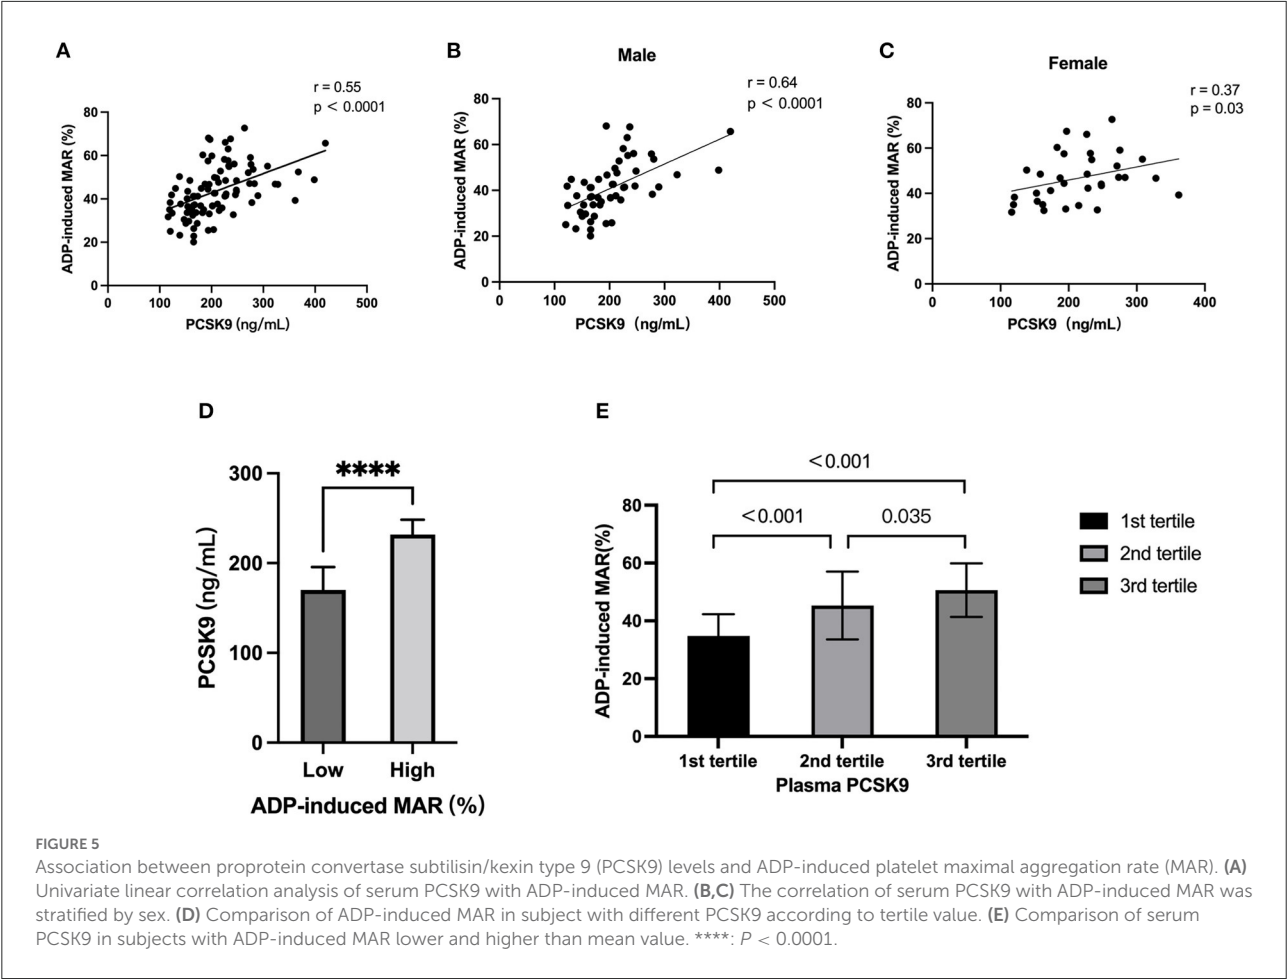 A
r = 0.55
p < 0.0001
ADP-induced MAR (%)
80
60
40
20
0
0 100 200 300 400 500
PCSK9 (ng/mL)
B
Male
r = 0.64
p < 0.0001
ADP-induced MAR (%)
80
60
40
20
0
0 100 200 300 400 500
PCSK9 (ng/mL)
C
Female
r = 0.37
p = 0.03
ADP-induced MAR (%)
80
60
40
20
0
0 100 200 300 400
PCSK9 (ng/mL)
D
****
PCSK9 (ng/mL)
300
200
100
0
Low High
ADP-induced MAR (%)
E
<0.001
<0.001 0.035
ADP-induced MAR(%)
80
60
40
20
0
1st tertile 2nd tertile 3rd tertile
Plasma PCSK9
1st tertile
2nd tertile
3rd tertile
FIGURE 5
Association between proprotein convertase subtilisin/kexin type 9 (PCSK9) levels and ADP-induced platelet maximal aggregation rate (MAR). (A)
Univariate linear correlation analysis of serum PCSK9 with ADP-induced MAR. (B,C) The correlation of serum PCSK9 with ADP-induced MAR was
stratified by sex. (D) Comparison of ADP-induced MAR in subject with different PCSK9 according to tertile value. (E) Comparison of serum
PCSK9 in subjects with ADP-induced MAR lower and higher than mean value. ****: P < 0.0001.